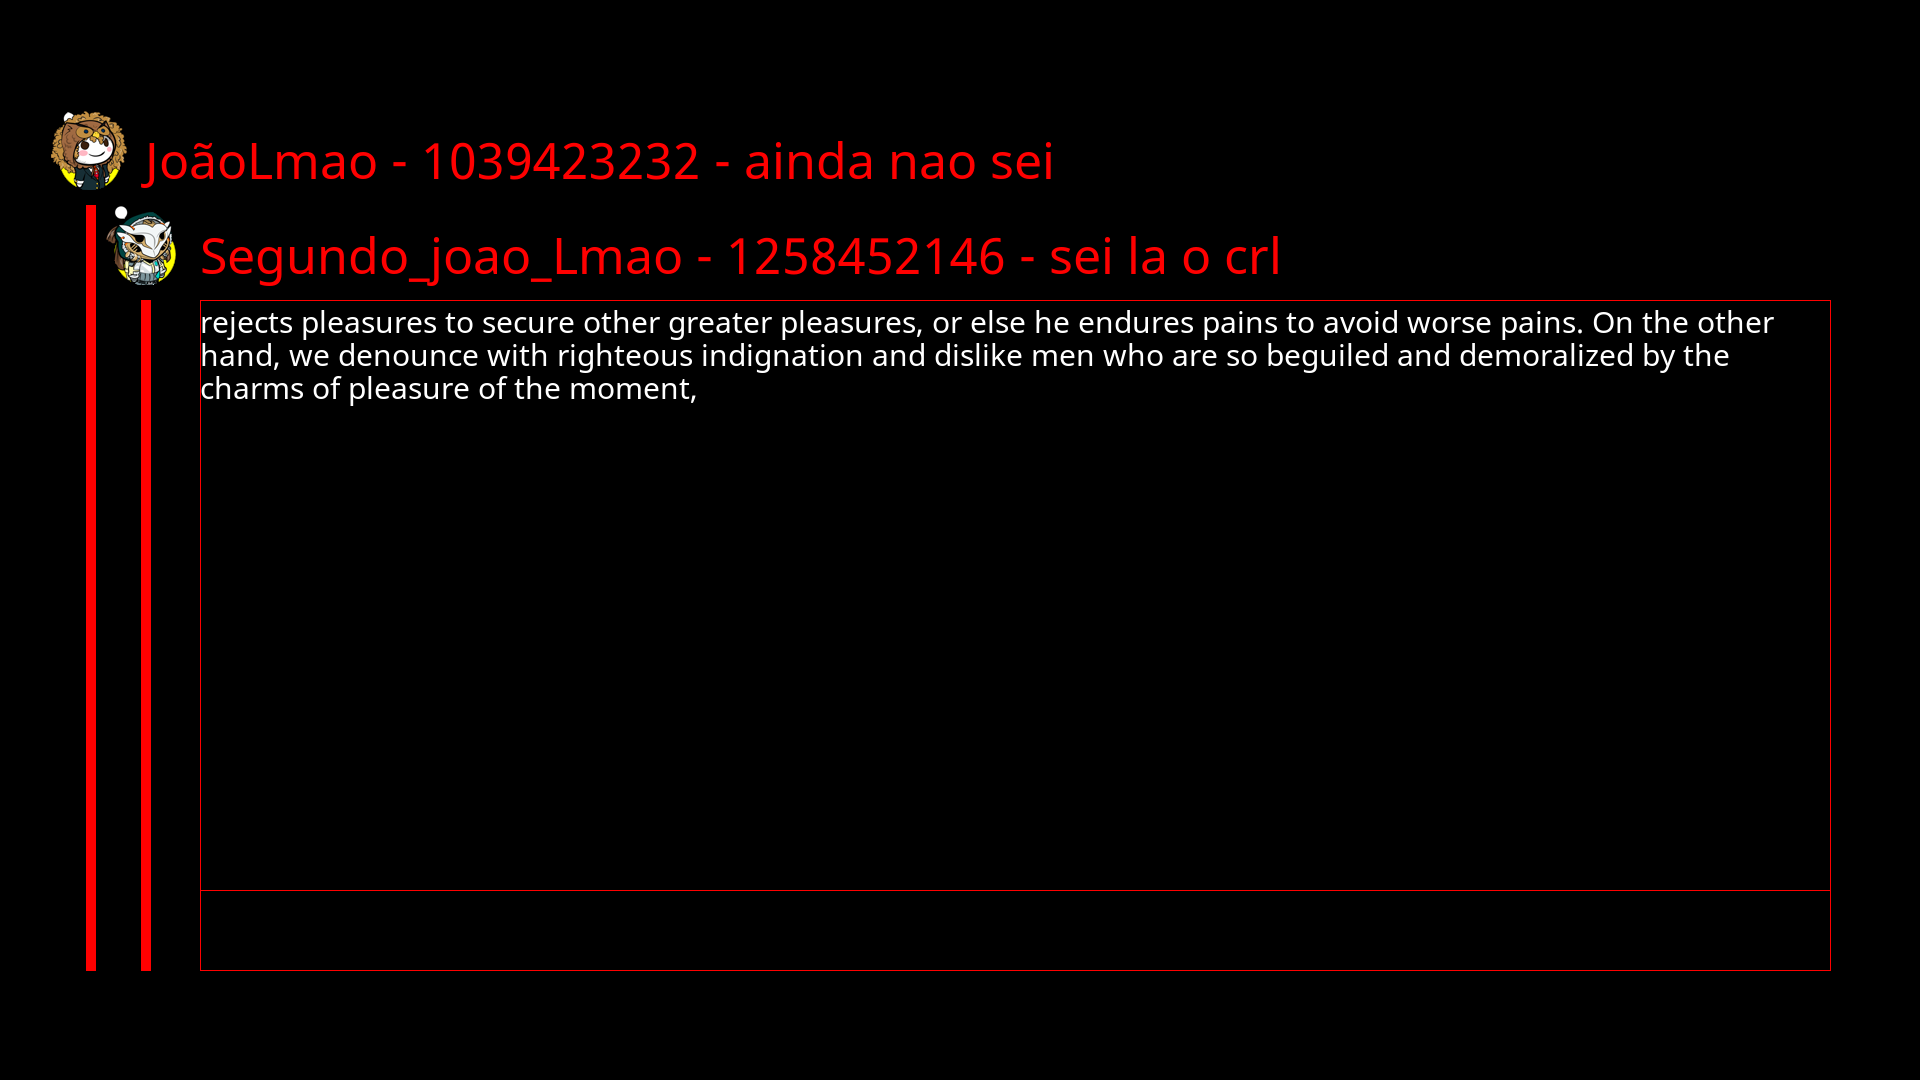 JoãoLmao - 1039423232 - ainda nao sei
Segundo_joao_Lmao - 1258452146 - sei la o crl
rejects pleasures to secure other greater pleasures, or else he endures pains to avoid worse pains. On the other
hand, we denounce with righteous indignation and dislike men who are so beguiled and demoralized by the
charms of pleasure of the moment,